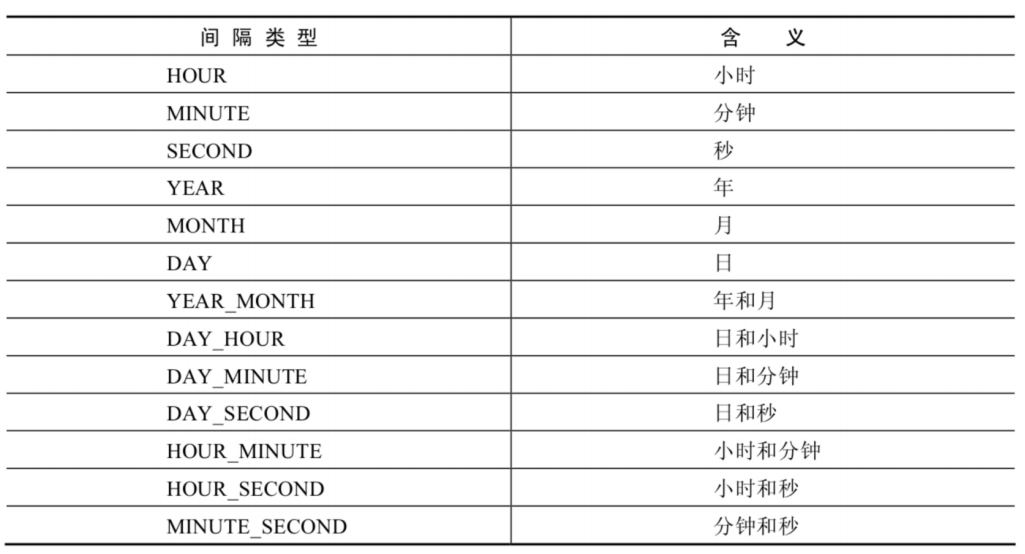 间隔类型 含义
HOUR 小时
MINUTE 分钟
SECOND 秒
YEAR 年
MONTH 月
DAY 日
YEAR_MONTH 年和月
DAY_HOUR 日和小时
DAY_MINUTE 日和分钟
DAY_SECOND 日和秒
HOUR_MINUTE 小时和分钟
HOUR_SECOND 小时和秒
MINUTE_SECOND 分钟和秒